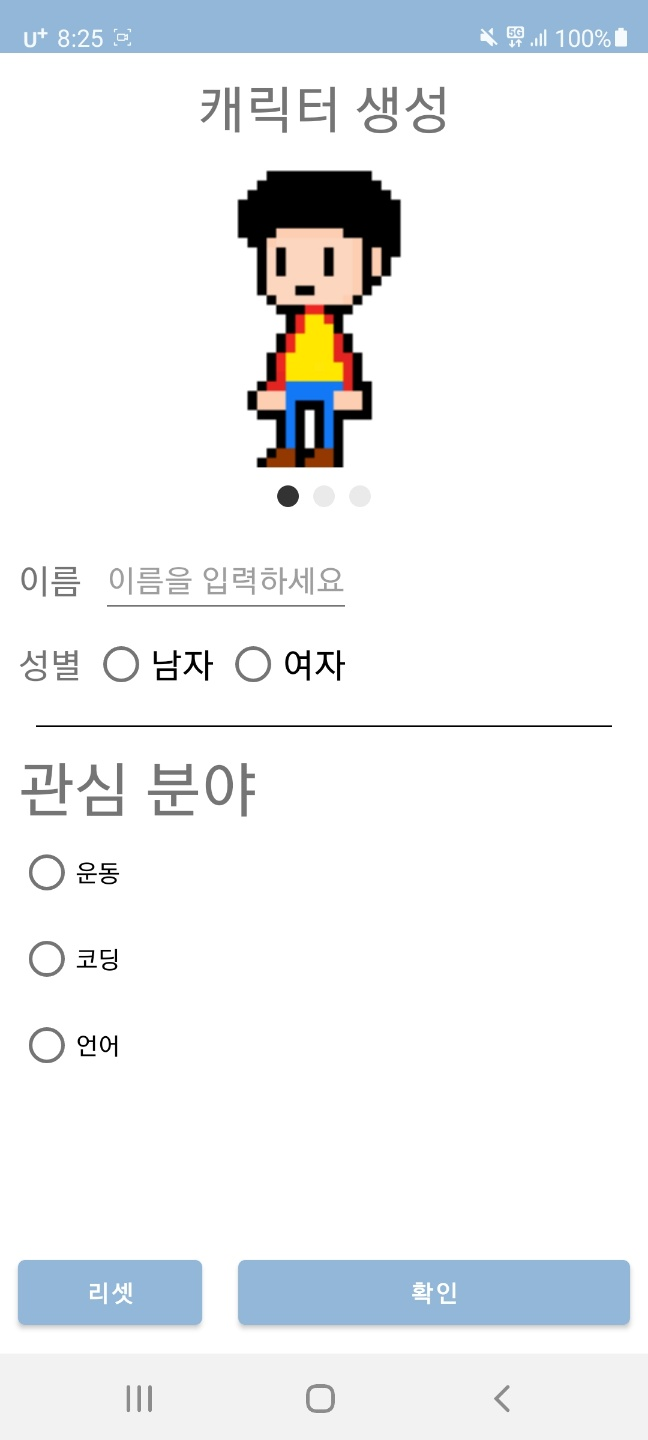 U+ 8:25 5G 100%
캐릭터 생성
이름 이름을 입력하세요
성별 남자 여자
관심 분야
운동
코딩
언어
리셋 확인